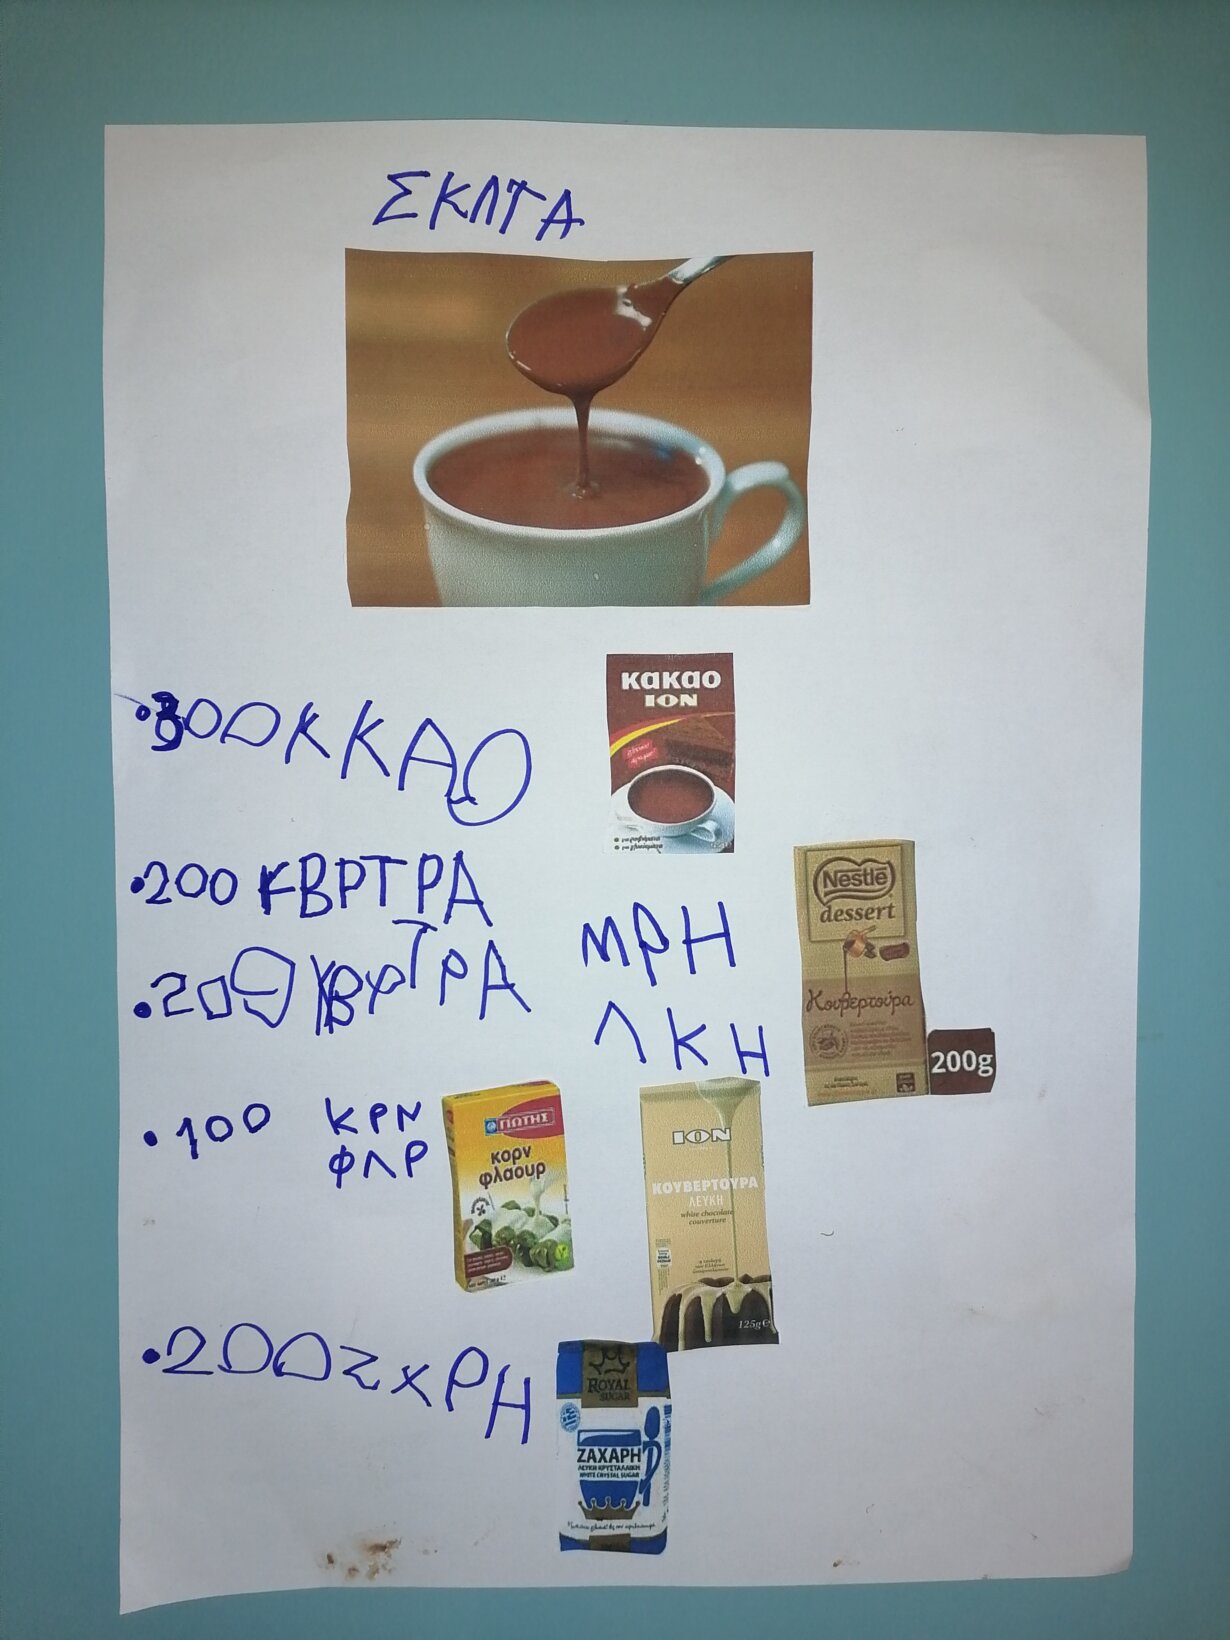 ΣΚΛΤΑ
κακαο
ΙΟΝ
•300ΚΚΑΟ
•200 ΚΒΡΤΡΑ ΜΡΗ
•200 ΚΒΡΤΡΑ ΛΚΗ
Nestlé
dessert
Κουβερτούρα
200g
•100 ΚΡΝ
ΦΛΡ
ΓΙΩΤΗΣ
κορν
φλαουρ
ΙΟΝ
ΚΟΥΒΕΡΤΟΥΡΑ
ΛΕΥΚΗ
white chocolate
couverture
125g e
•200ΖΧΡΗ
ROYAL
SUGAR
ΖΑΧΑΡΗ
ΛΕΥΚΗ ΚΡΥΣΤΑΛΛΙΚΗ
WHITE CRYSTAL SUGAR